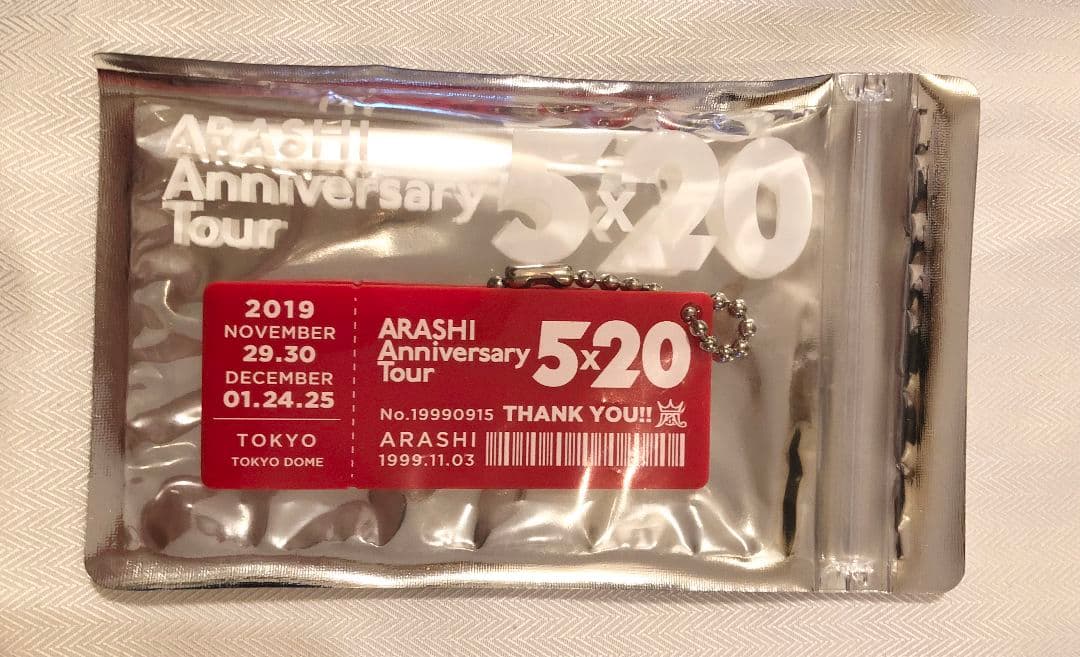 ARASHI
Anniversary
Tour
5x20
2019
NOVEMBER
29.30
DECEMBER
01.24.25
TOKYO
TOKYO DOME
ARASHI
Anniversary
Tour
5x20
No.19990915 THANK YOU!! 嵐
ARASHI
1999.11.03